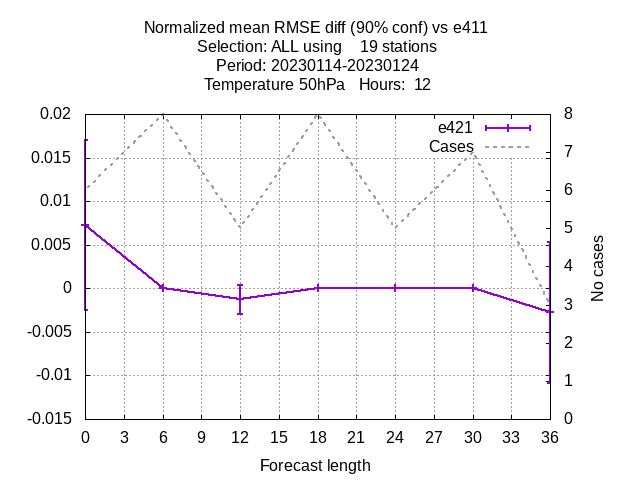 Normalized mean RMSE diff (90% conf) vs e411
Selection: ALL using    19 stations
Period: 20230114-20230124
Temperature 50hPa   Hours:  12
0.02
0.015
0.01
0.005
0
-0.005
-0.01
-0.015
8
7
6
5
4
3
2
1
0
e421
Cases
No cases
0 3 6 9 12 15 18 21 24 27 30 33 36
Forecast length